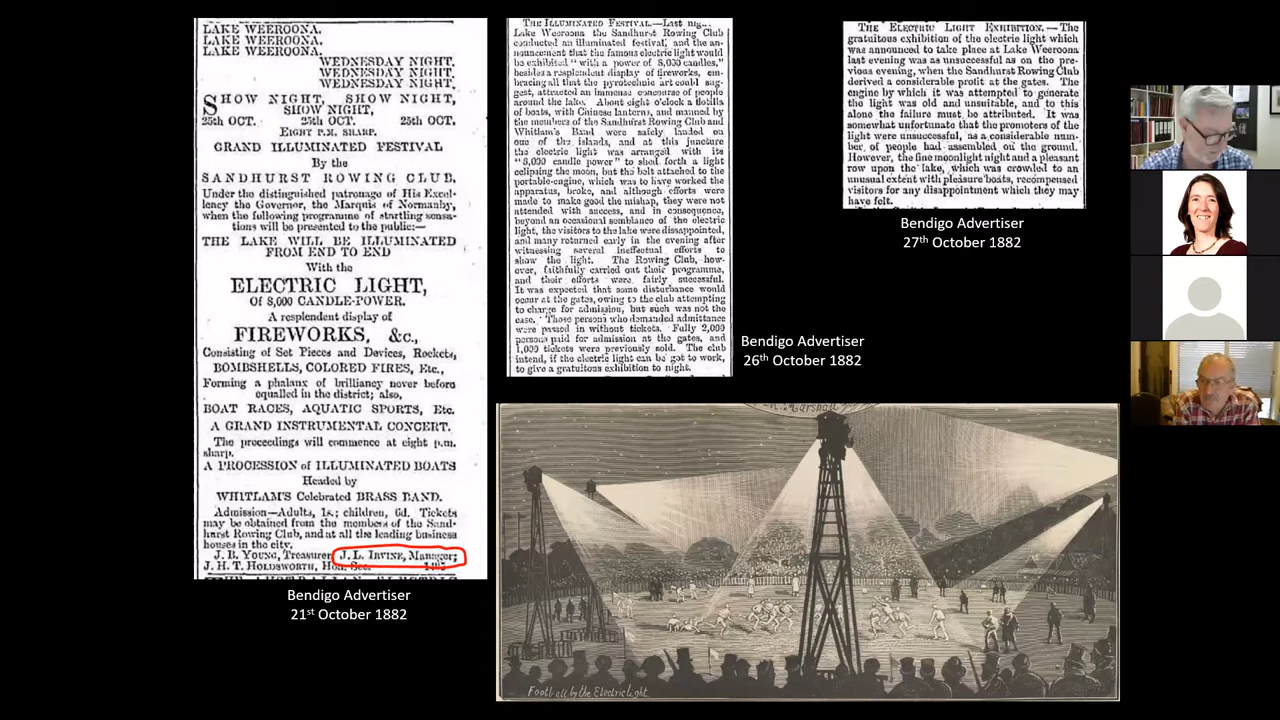 LAKE WEEROONA.
LAKE WEEROONA.
LAKE WEEROONA.
WEDNESDAY NIGHT,
WEDNESDAY NIGHT,
WEDNESDAY NIGHT,
SHOW NIGHT, SHOW NIGHT,
SHOW NIGHT,
25th OCT. 25th OCT. 25th OCT.
EIGHT P.M. SHARP.
GRAND ILLUMINATED FESTIVAL
By the
SANDHURST ROWING CLUB,
Under the distinguished patronage of His Excel-
lency the Governor, the Marquis of Normanby,
when the following programme of startling sensa-
tions will be presented to the public:—
THE LAKE WILL BE ILLUMINATED
FROM END TO END
With the
ELECTRIC LIGHT,
Of 8,000 CANDLE-POWER.
A resplendent display of
FIREWORKS, &c.,
Consisting of Set Pieces and Devices, Rockets,
BOMBSHELLS, COLORED FIRES, Etc.,
Forming a phalanx of brilliancy never before
equalled in the district; also,
BOAT RACES, AQUATIC SPORTS, Etc.
A GRAND INSTRUMENTAL CONCERT.
The proceedings will commence at eight p.m.
sharp.
A PROCESSION of ILLUMINATED BOATS
Headed by
WHITLAM'S Celebrated BRASS BAND.
Admission—Adults, 1s; children, 6d. Tickets
may be obtained from the members of the Sand-
hurst Rowing Club, and at all the leading business
houses in the city.
J. B. YOUNG, Treasurer; J. L. IRVINE, Manager;
J. H. T. HOLDSWORTH, Hon. Sec.
Bendigo Advertiser
21st October 1882
THE ILLUMINATED FESTIVAL.—Last
Lake Weeroona the Sandhurst Rowing Club
conducted an illuminated festival, and the an-
nouncement that the famous electric light would
be exhibited "with a power of 8,000 candles,"
besides a resplendent display of fireworks, em-
bracing all that the pyrotechnic art could sug-
gest, attracted an immense concourse of people
around the lake. About eight o'clock a flotilla
of boats, with Chinese lanterns, and manned by
the members of the Sandhurst Rowing Club and
Whitlam's Band were safely landed on
one of the islands, and at this juncture
the electric light was arranged with its
"8,000 candle power" to shed forth a light
eclipsing the moon, but the belt attached to the
portable-engine, which was to have worked the
apparatus, broke, and although efforts were
made to make good the mishap, they were not
attended with success, and in consequence,
beyond an occasional semblance of the electric
light, the visitors to the lake were disappointed,
and many returned early in the evening after
witnessing several ineffectual efforts to
show the light. The Rowing Club, how-
ever, faithfully carried out their programme,
and their efforts were fairly successful.
It was expected that some disturbance would
occur at the gates, owing to the club attempting
to charge for admission, but such was not the
case. Those persons who demanded admittance
were passed in without tickets. Fully 2,000
persons paid for admission at the gates, and
1,000 tickets were previously sold. The club
intend, if the electric light can be got to work,
to give a gratuitous exhibition to night.
Bendigo Advertiser
26th October 1882
THE ELECTRIC LIGHT EXHIBITION.—The
gratuitous exhibition of the electric light which
was announced to take place at Lake Weeroona
last evening was as unsuccessful as on the pre-
vious evening, when the Sandhurst Rowing Club
derived a considerable profit at the gates. The
engine by which it was attempted to generate
the light was old and unsuitable, and to this
alone the failure must be attributed. It was
somewhat unfortunate that the promoters of the
light were unsuccessful, as a considerable num-
ber of people had assembled on the ground.
However, the fine moonlight night and a pleasant
row upon the lake, which was crowded to an
unusual extent with pleasure boats, recompensed
visitors for any disappointment which they may
have felt.
Bendigo Advertiser
27th October 1882
Marshall
Football by the Electric light